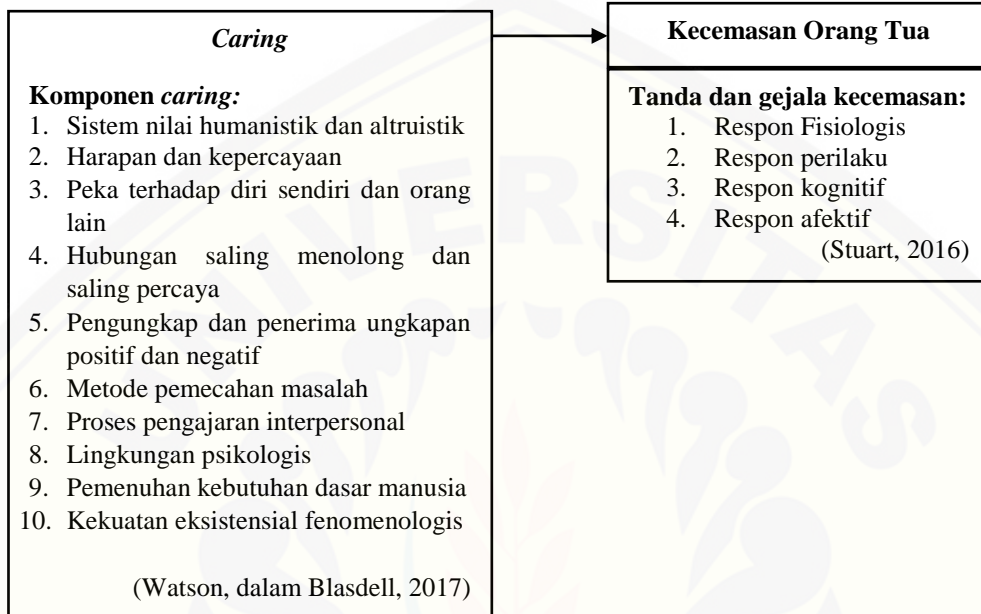 Caring
Komponen caring:
1. Sistem nilai humanistik dan altruistik
2. Harapan dan kepercayaan
3. Peka terhadap diri sendiri dan orang
lain
4. Hubungan saling menolong dan
saling percaya
5. Pengungkap dan penerima ungkapan
positif dan negatif
6. Metode pemecahan masalah
7. Proses pengajaran interpersonal
8. Lingkungan psikologis
9. Pemenuhan kebutuhan dasar manusia
10. Kekuatan eksistensial fenomenologis
(Watson, dalam Blasdell, 2017)
Kecemasan Orang Tua
Tanda dan gejala kecemasan:
1. Respon Fisiologis
2. Respon perilaku
3. Respon kognitif
4. Respon afektif
(Stuart, 2016)
UNIVERSITAS